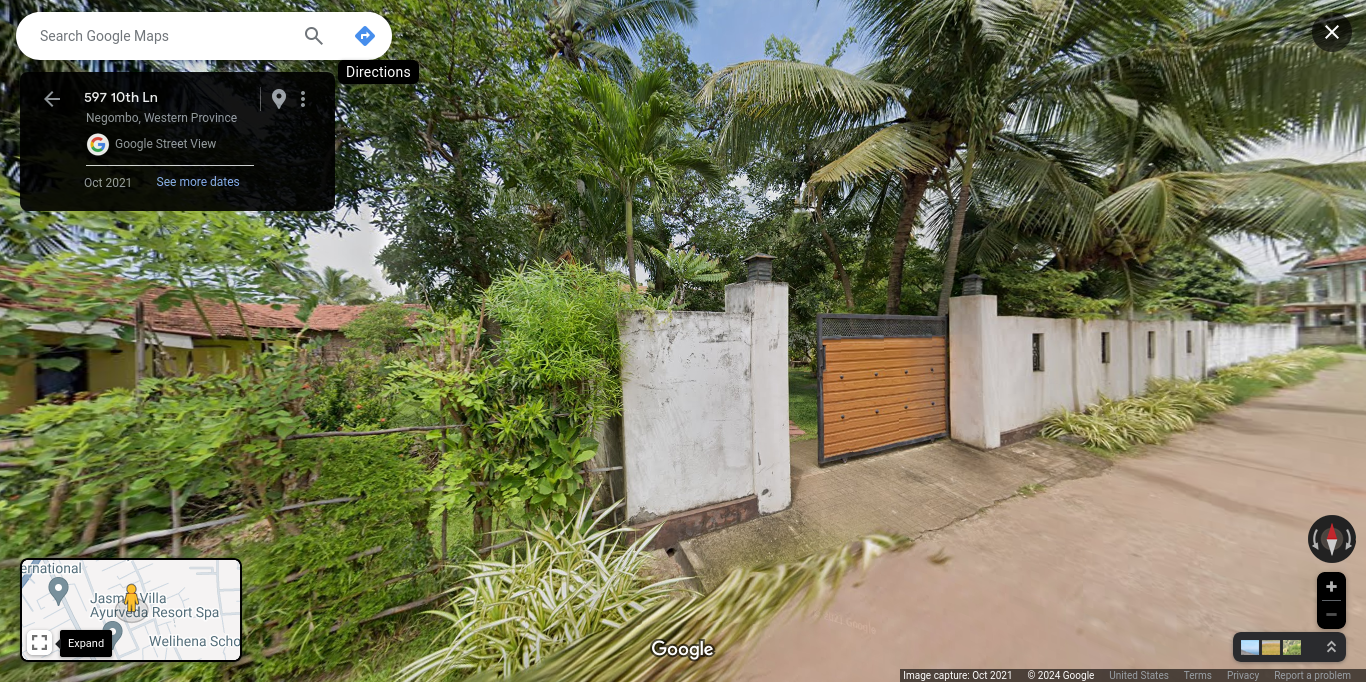 Search Google Maps
Directions
597 10th Ln
Negombo, Western Province
Google Street View
Oct 2021
See more dates
ernational
Jasm Villa
Ayurveda Resort Spa
Welihena Scho
Expand
Google
Image capture: Oct 2021
© 2024 Google
United States
Terms
Privacy
Report a problem